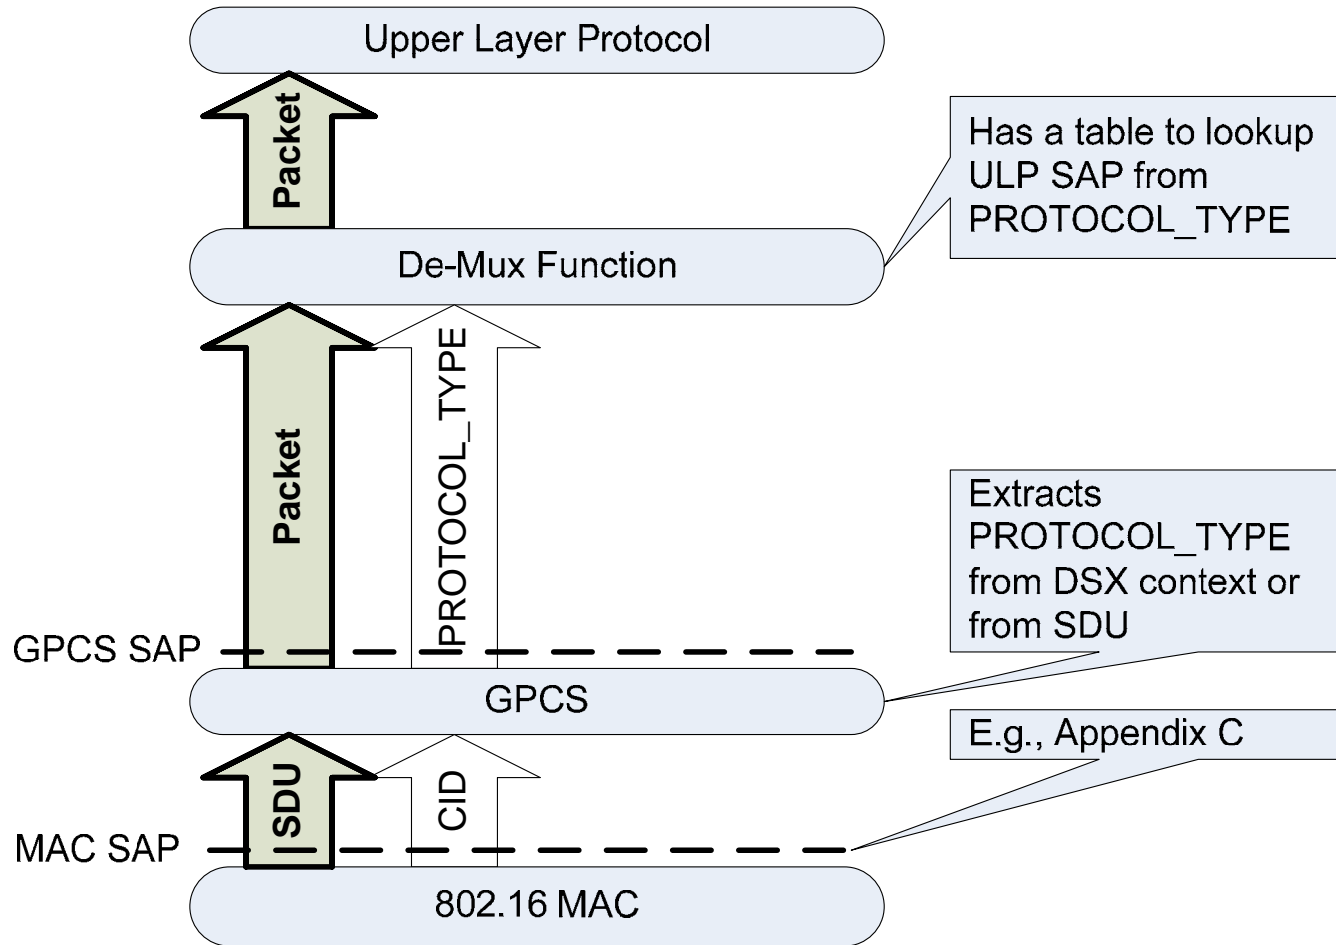 Upper Layer Protocol
Packet
Has a table to lookup
ULP SAP from
PROTOCOL_TYPE
De-Mux Function
Packet
PROTOCOL_TYPE
Extracts
PROTOCOL_TYPE
from DSX context or
from SDU
GPCS SAP
GPCS
E.g., Appendix C
SDU
CID
MAC SAP
802.16 MAC